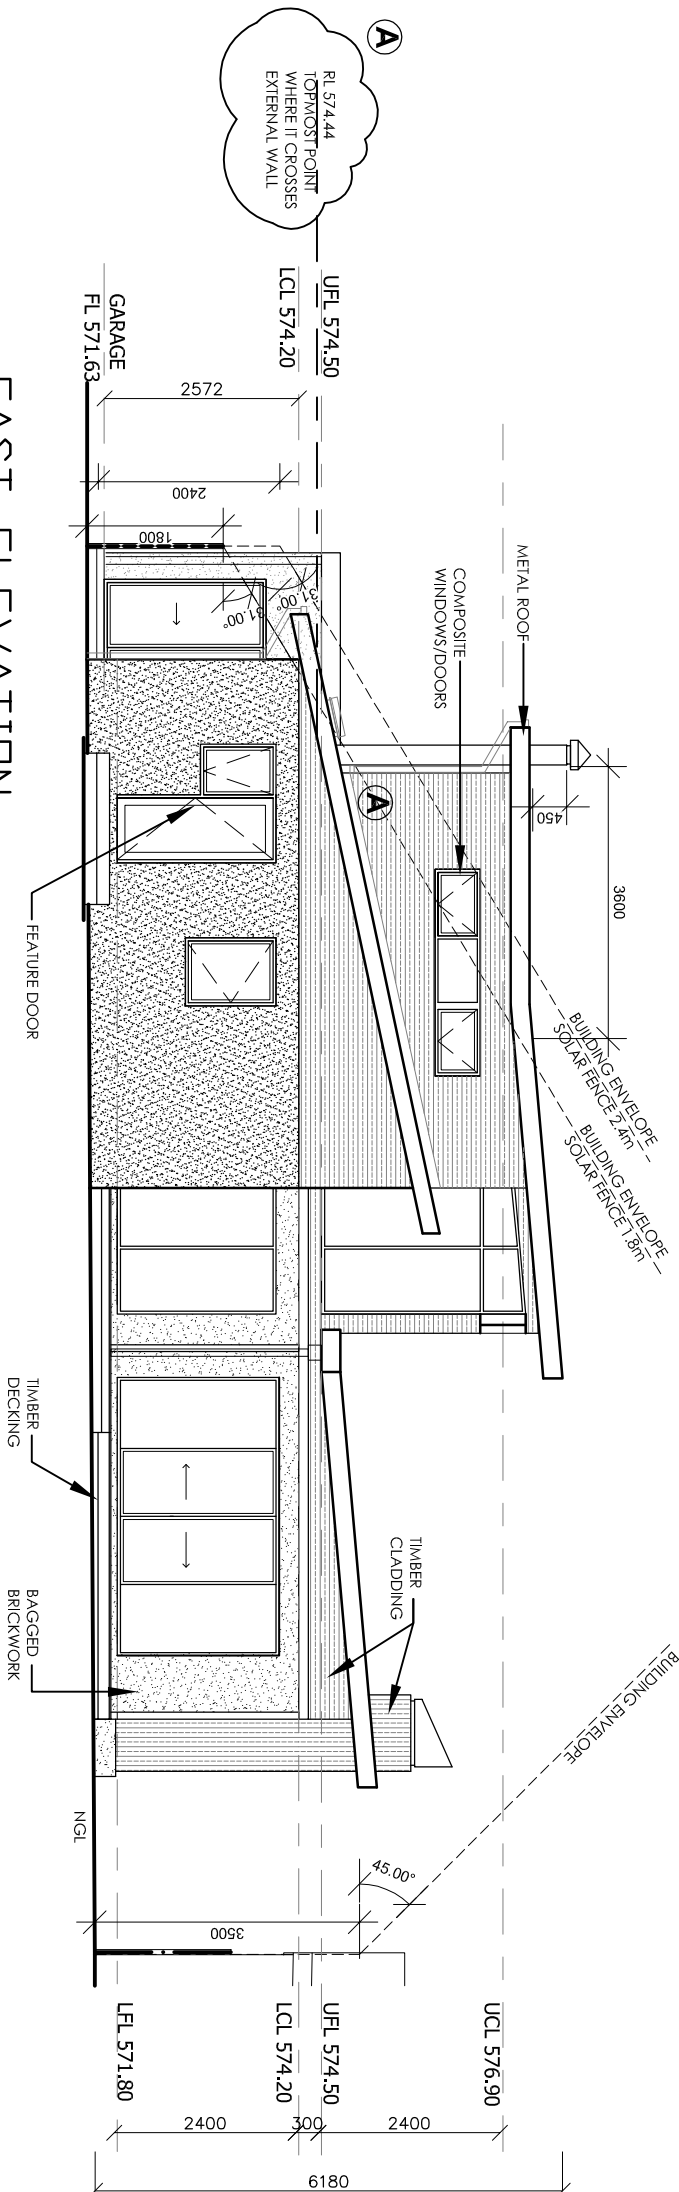 A
RL 574.44
TOPMOST POINT
WHERE IT CROSSES
EXTERNAL WALL
UFL 574.50
LCL 574.20
GARAGE
FL 571.63
2572
2400
1800
31.00°
31.00°
METAL ROOF
COMPOSITE
WINDOWS/DOORS
A
450
3600
FEATURE DOOR
BUILDING ENVELOPE
SOLAR FENCE 2.4m
BUILDING ENVELOPE
SOLAR FENCE 1.8m
TIMBER
DECKING
TIMBER
CLADDING
BAGGED
BRICKWORK
BUILDING ENVELOPE
NGL
45.00°
3500
UCL 576.90
UFL 574.50
LCL 574.20
LFL 571.80
2400
300
2400
6180
EAST ELEVATION